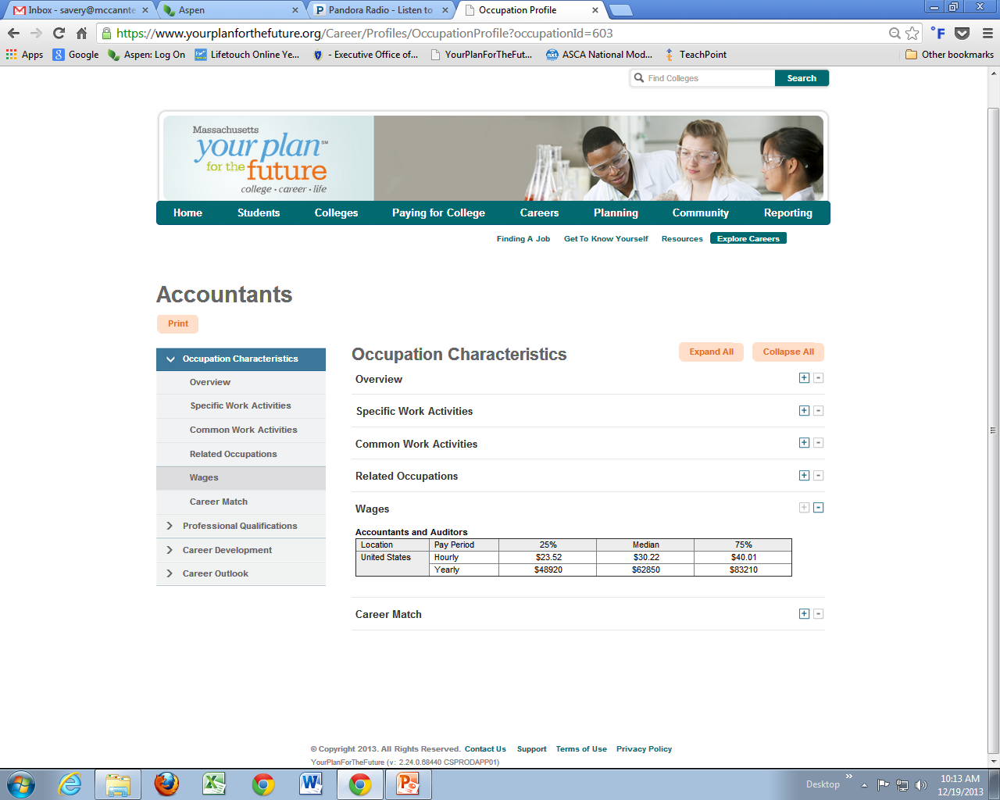 Inbox - savery@mccannte
Aspen
Pandora Radio - Listen to
Occupation Profile
https://www.yourplanforthefuture.org/Career/Profiles/OccupationProfile?occupationId=603
°F
Apps
Google
Aspen: Log On
Lifetouch Online Ye...
- Executive Office of...
YourPlanForTheFut...
ASCA National Mod...
TeachPoint
Other bookmarks
Find Colleges
Search
Massachusetts
your plan℠
for the future
college • career • life
Home Students Colleges Paying for College Careers Planning Community Reporting
Finding A Job Get To Know Yourself Resources Explore Careers
Accountants
Print
Occupation Characteristics
Overview
Specific Work Activities
Common Work Activities
Related Occupations
Wages
Career Match
Professional Qualifications
Career Development
Career Outlook
Occupation Characteristics
Expand All Collapse All
Overview
Specific Work Activities
Common Work Activities
Related Occupations
Wages
Accountants and Auditors
Location Pay Period 25% Median 75%
United States Hourly $23.52 $30.22 $40.01
Yearly $48920 $62850 $83210
Career Match
© Copyright 2013. All Rights Reserved. Contact Us Support Terms of Use Privacy Policy
YourPlanForTheFuture (v: 2.24.0.68440 CSPRODAPP01)
Desktop
10:13 AM
12/19/2013